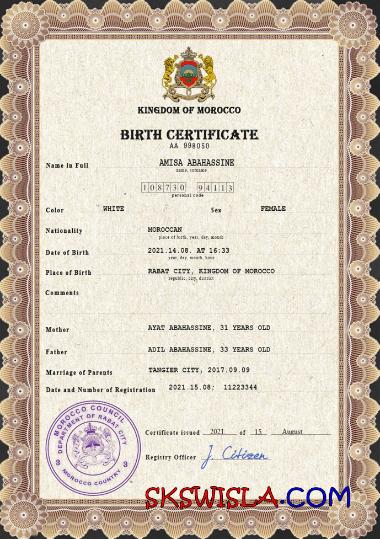 KINGDOM OF MOROCCO
BIRTH CERTIFICATE
AA 998050
Name in Full AMISA ABAHASSINE
name, surname
108730 94113
personal code
Color WHITE Sex FEMALE
Nationality MOROCCAN
place of birth, year, day, month
Date of Birth 2021.14.08. AT 16:33
year, day, month, hour
Place of Birth RABAT CITY, KINGDOM OF MOROCCO
republic, city, district
Comments
Mother AYAT ABAHASSINE, 31 YEARS OLD
Father ADIL ABAHASSINE, 33 YEARS OLD
Marriage of Parents TANGIER CITY, 2017.09.09
Date and Number of Registration 2021.15.08; 11223344
MOROCCO COUNCIL
DEPARTMENT OF RABAT CITY
MOROCCO COUNTRY
Certificate issued 2021 of 15 August
Registry Officer J. Citizen
SKSWISLA.COM